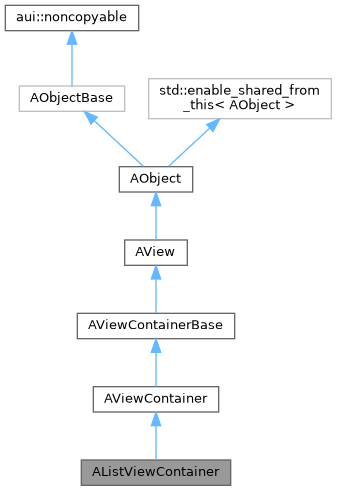 aui::noncopyable
AObjectBase
std::enable_shared_from
_this< AObject >
AObject
AView
AViewContainerBase
AViewContainer
AListViewContainer